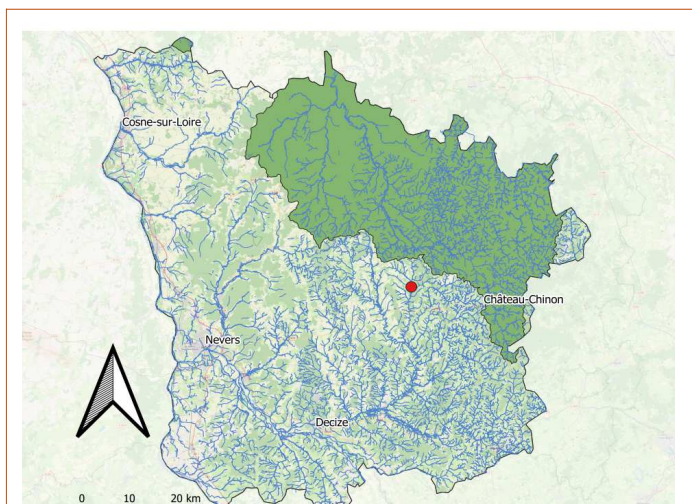 Cosne-sur-Loire
Château-Chinon
Nevers
Decize
0 10 20 km